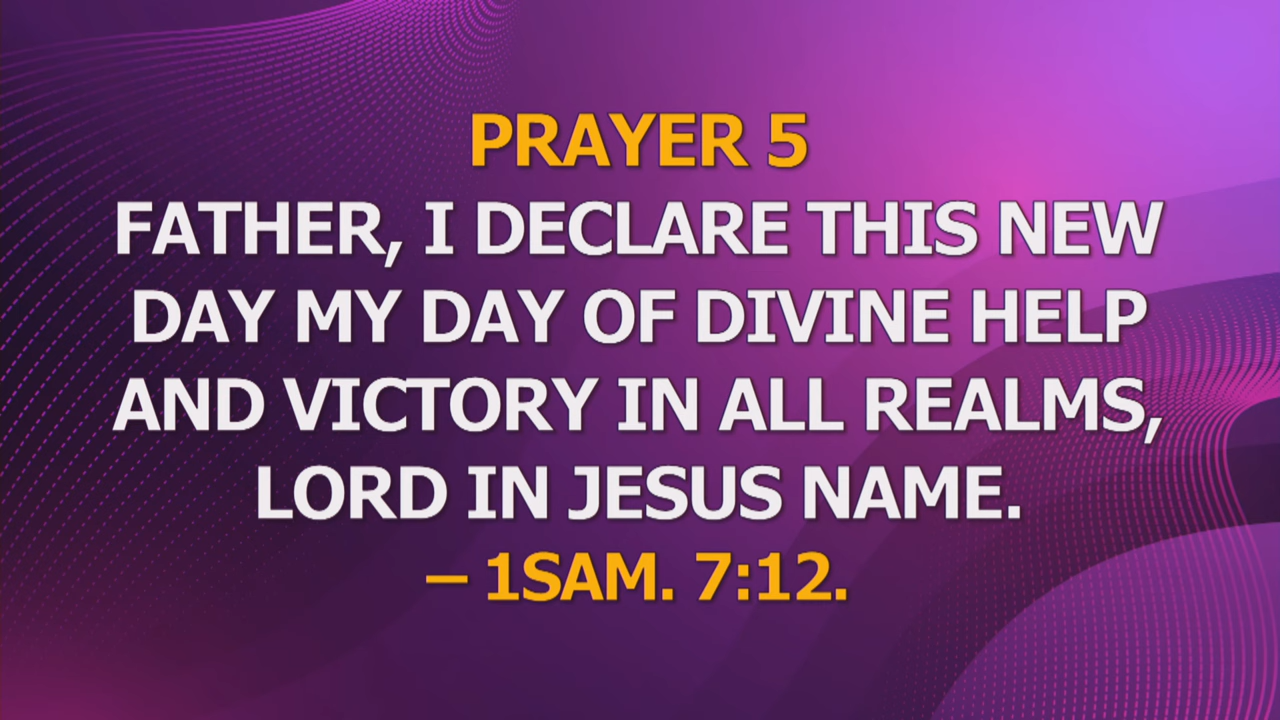 PRAYER 5
FATHER, I DECLARE THIS NEW
DAY MY DAY OF DIVINE HELP
AND VICTORY IN ALL REALMS,
LORD IN JESUS NAME.
– 1SAM. 7:12.